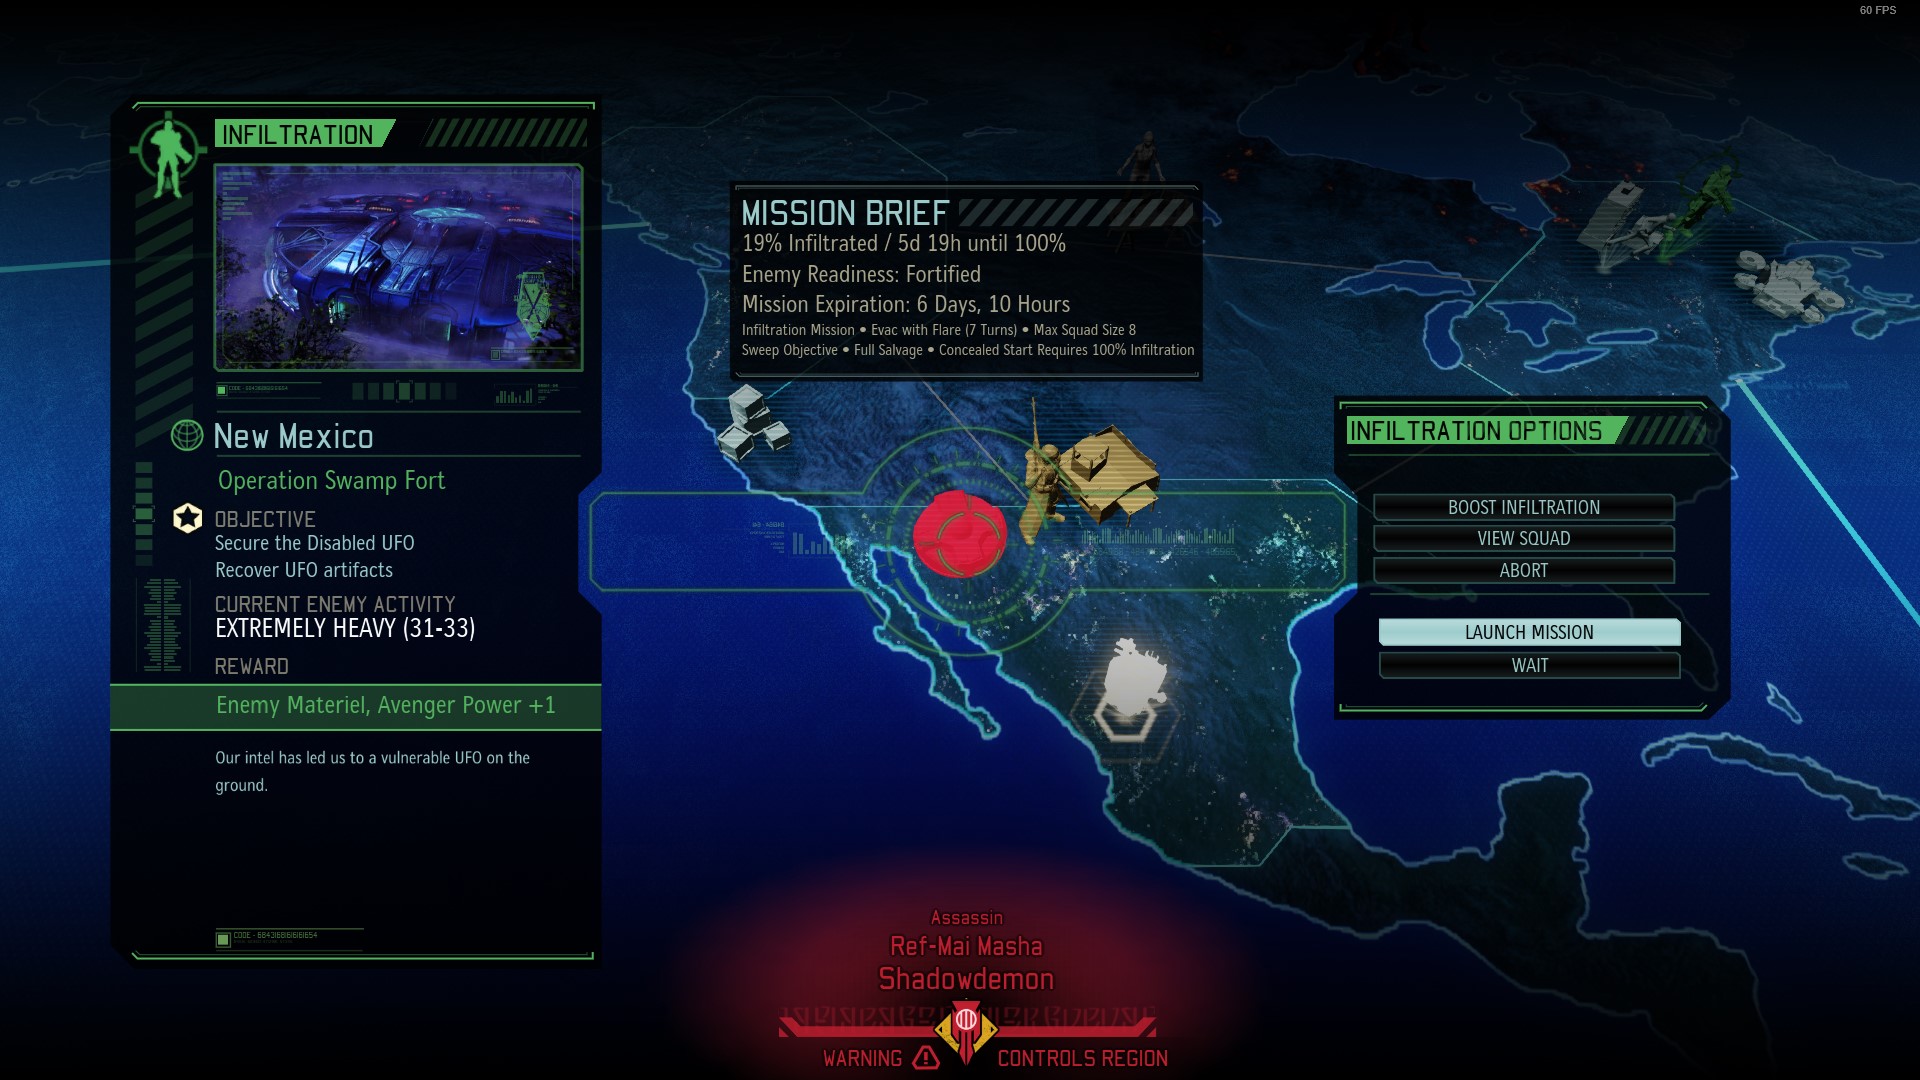 60 FPS
INFILTRATION
New Mexico
Operation Swamp Fort
OBJECTIVE
Secure the Disabled UFO
Recover UFO artifacts
CURRENT ENEMY ACTIVITY
EXTREMELY HEAVY (31-33)
REWARD
Enemy Materiel, Avenger Power +1
Our intel has led us to a vulnerable UFO on the
ground.
MISSION BRIEF
19% Infiltrated / 5d 19h until 100%
Enemy Readiness: Fortified
Mission Expiration: 6 Days, 10 Hours
Infiltration Mission • Evac with Flare (7 Turns) • Max Squad Size 8
Sweep Objective • Full Salvage • Concealed Start Requires 100% Infiltration
INFILTRATION OPTIONS
BOOST INFILTRATION
VIEW SQUAD
ABORT
LAUNCH MISSION
WAIT
Assassin
Ref-Mai Masha
Shadowdemon
WARNING CONTROLS REGION